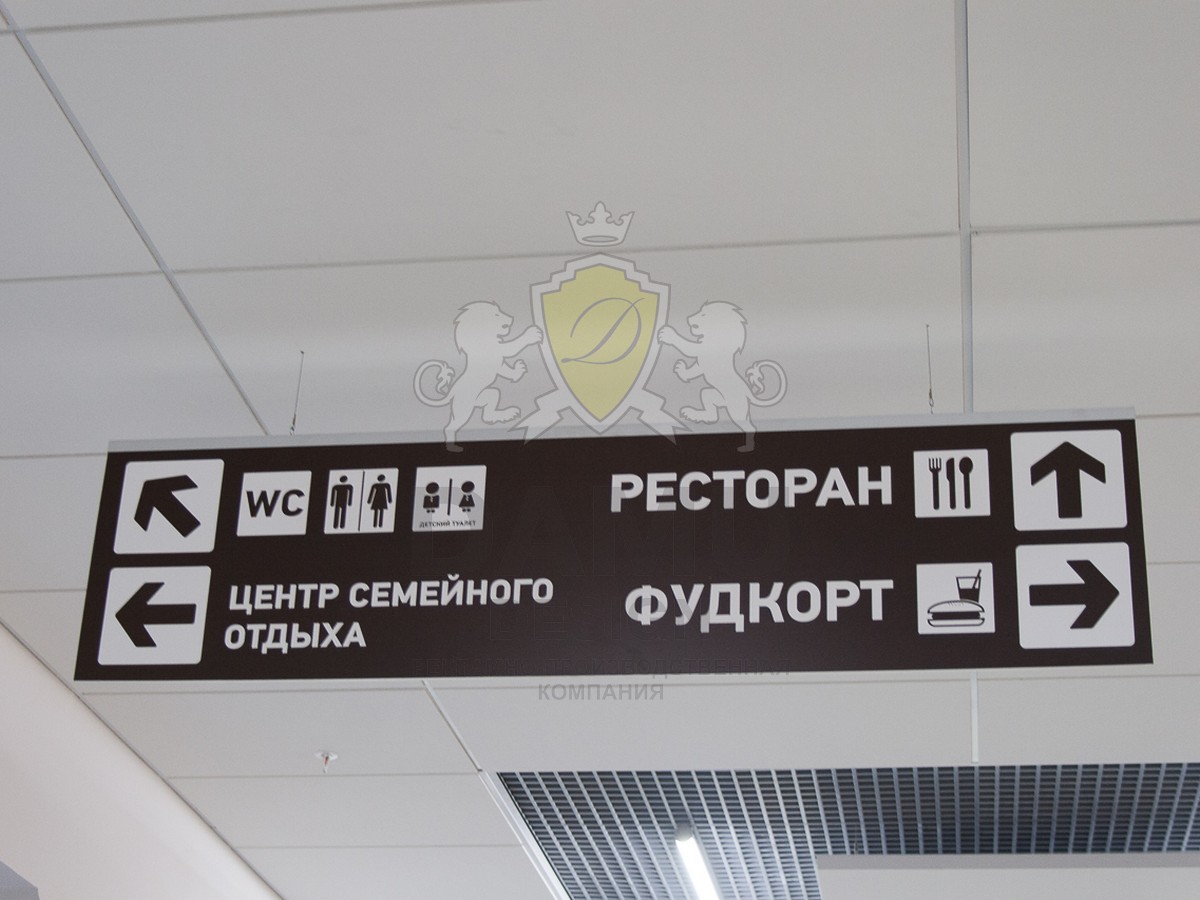 WC
ДЕТСКИЙ ТУАЛЕТ
ЦЕНТР СЕМЕЙНОГО
ОТДЫХА
РЕСТОРАН
ФУДКОРТ
Д
КОМПАНИЯ